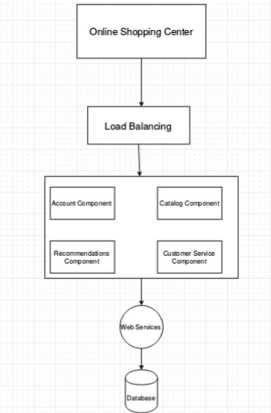 Online Shopping Center
Load Balancing
Account Component
Catalog Component
Recommendations
Component
Customer Service
Component
Web Services
Database